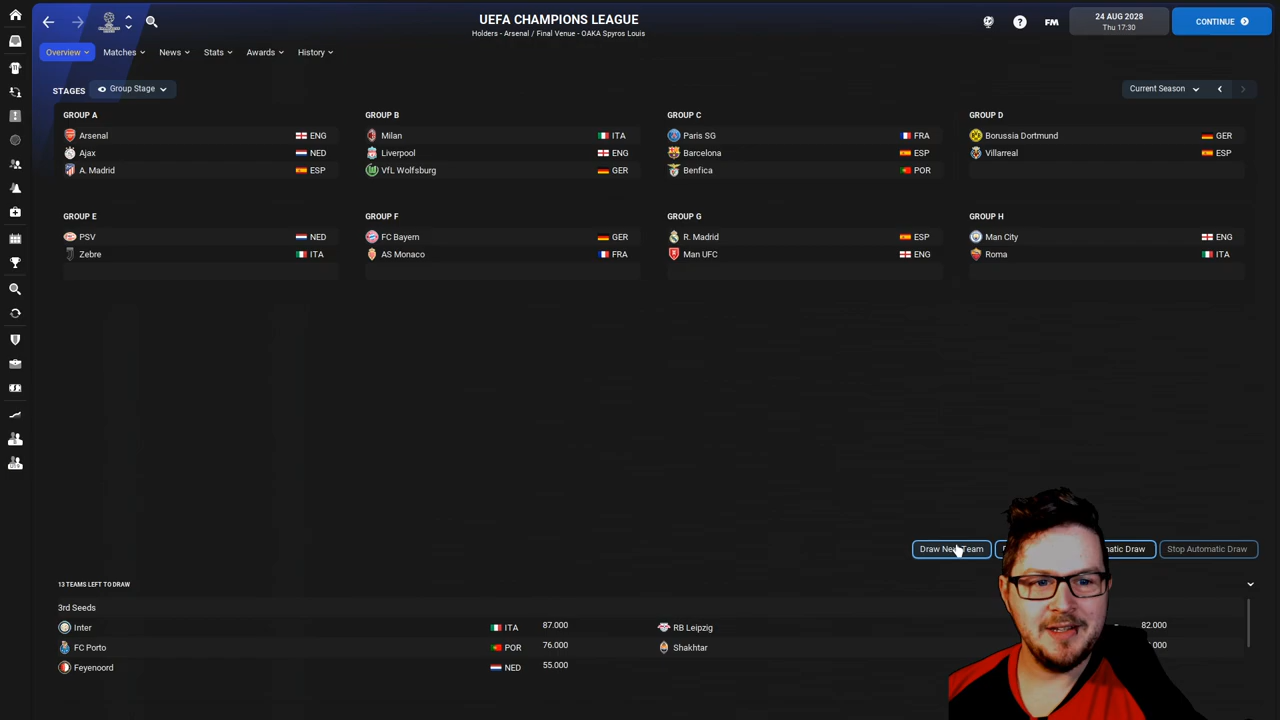 UEFA CHAMPIONS LEAGUE
Holders - Arsenal / Final Venue - OAKA Spyros Louis
FM
24 AUG 2028
Thu 17:30
CONTINUE
Overview
Matches
News
Stats
Awards
History
STAGES
Group Stage
Current Season
GROUP A
Arsenal ENG
Ajax NED
A. Madrid ESP
GROUP B
Milan ITA
Liverpool ENG
VfL Wolfsburg GER
GROUP C
Paris SG FRA
Barcelona ESP
Benfica POR
GROUP D
Borussia Dortmund GER
Villarreal ESP
GROUP E
PSV NED
Zebre ITA
GROUP F
FC Bayern GER
AS Monaco FRA
GROUP G
R. Madrid ESP
Man UFC ENG
GROUP H
Man City ENG
Roma ITA
Draw Team
Draw
Stop Automatic Draw
13 TEAMS LEFT TO DRAW
3rd Seeds
Inter ITA 87.000
RB Leipzig 82.000
FC Porto POR 76.000
Shakhtar
Feyenoord NED 55.000